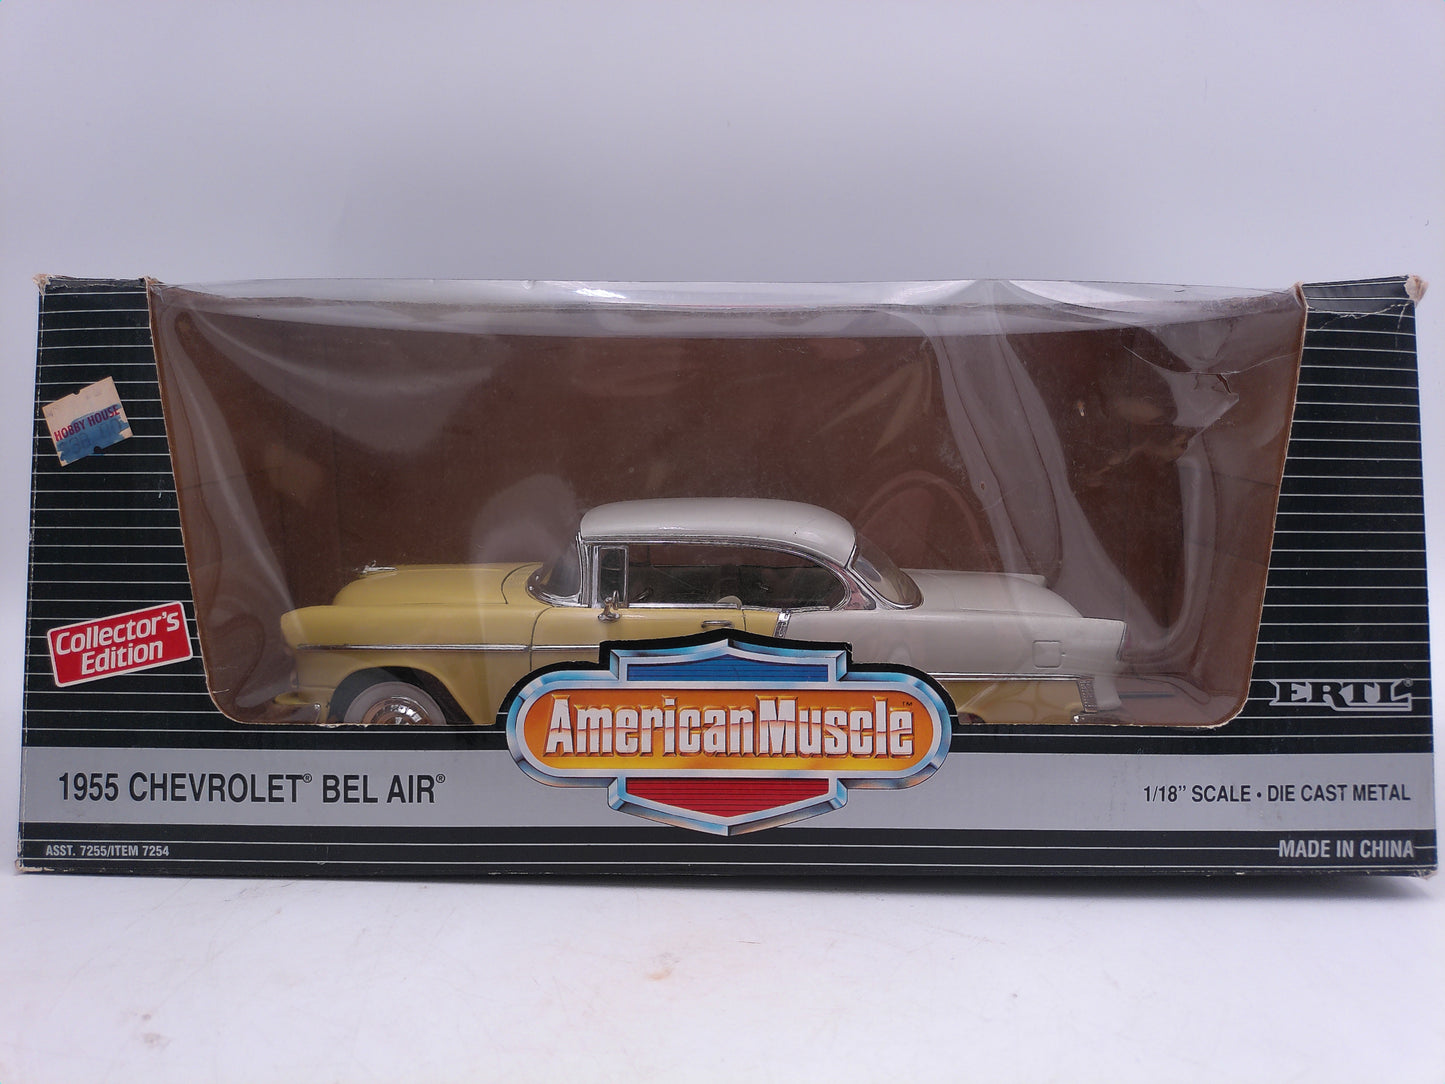 HOBBY HOUSE
Collector's
Edition
ERTL®
AmericanMuscle™
1955 CHEVROLET® BEL AIR®
1/18" SCALE • DIE CAST METAL
ASST. 7255/ITEM 7254
MADE IN CHINA